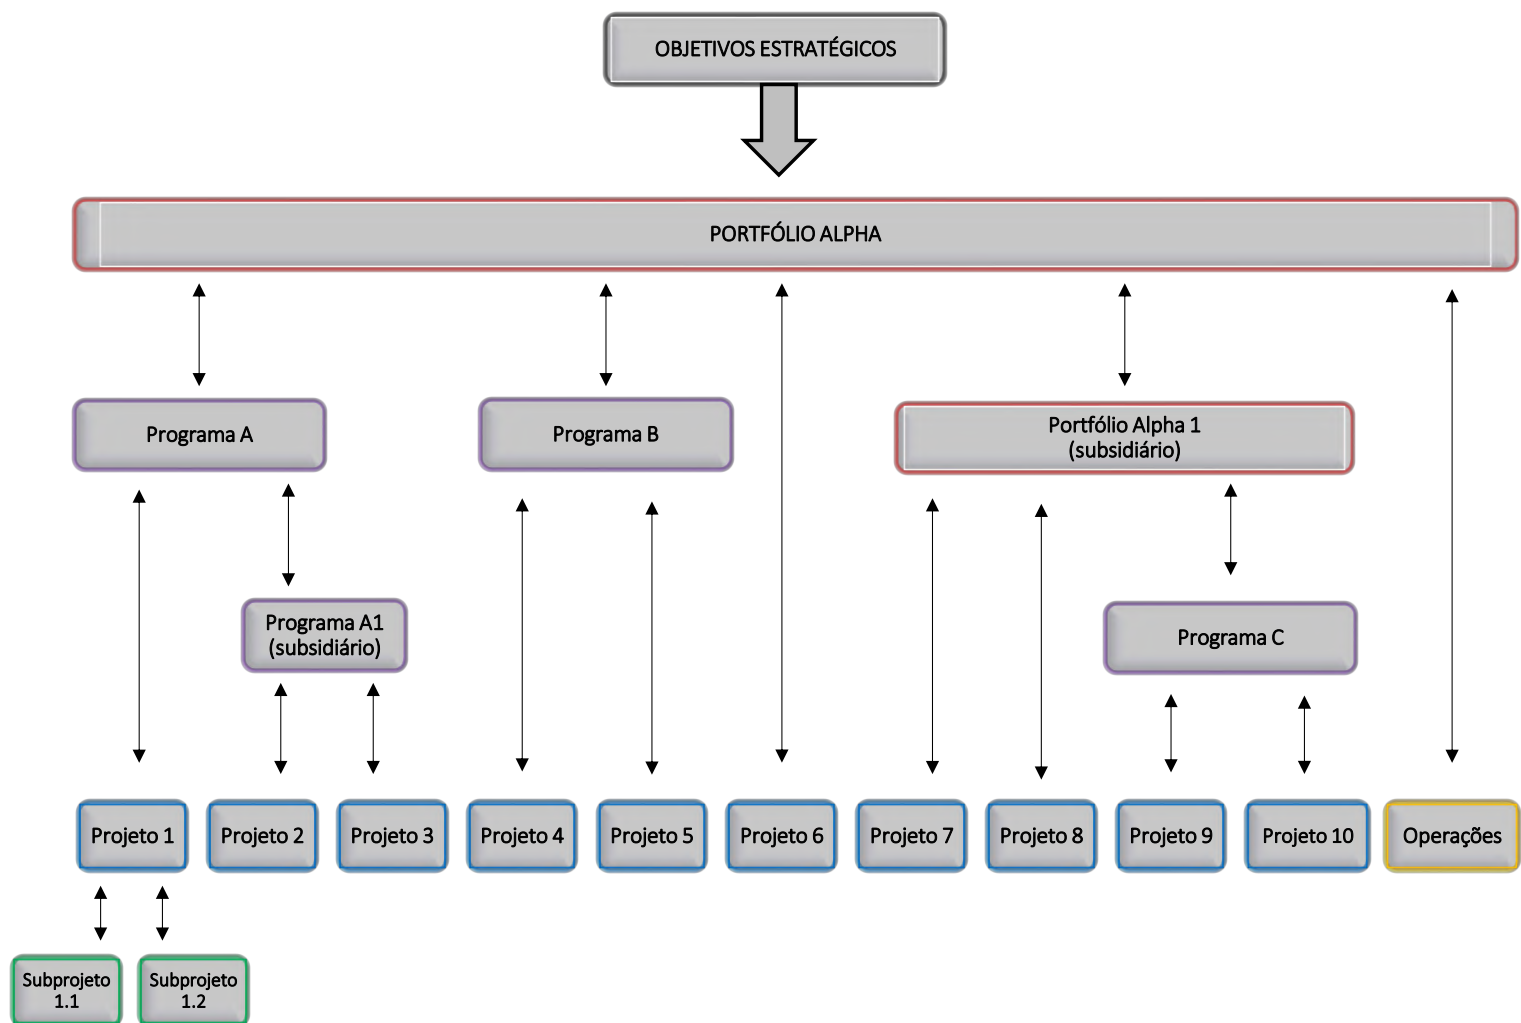 OBJETIVOS ESTRATÉGICOS
PORTFÓLIO ALPHA
Programa A
Programa B
Portfólio Alpha 1
(subsidiário)
Programa A1
(subsidiário)
Programa C
Projeto 1
Projeto 2
Projeto 3
Projeto 4
Projeto 5
Projeto 6
Projeto 7
Projeto 8
Projeto 9
Projeto 10
Operações
Subprojeto
1.1
Subprojeto
1.2